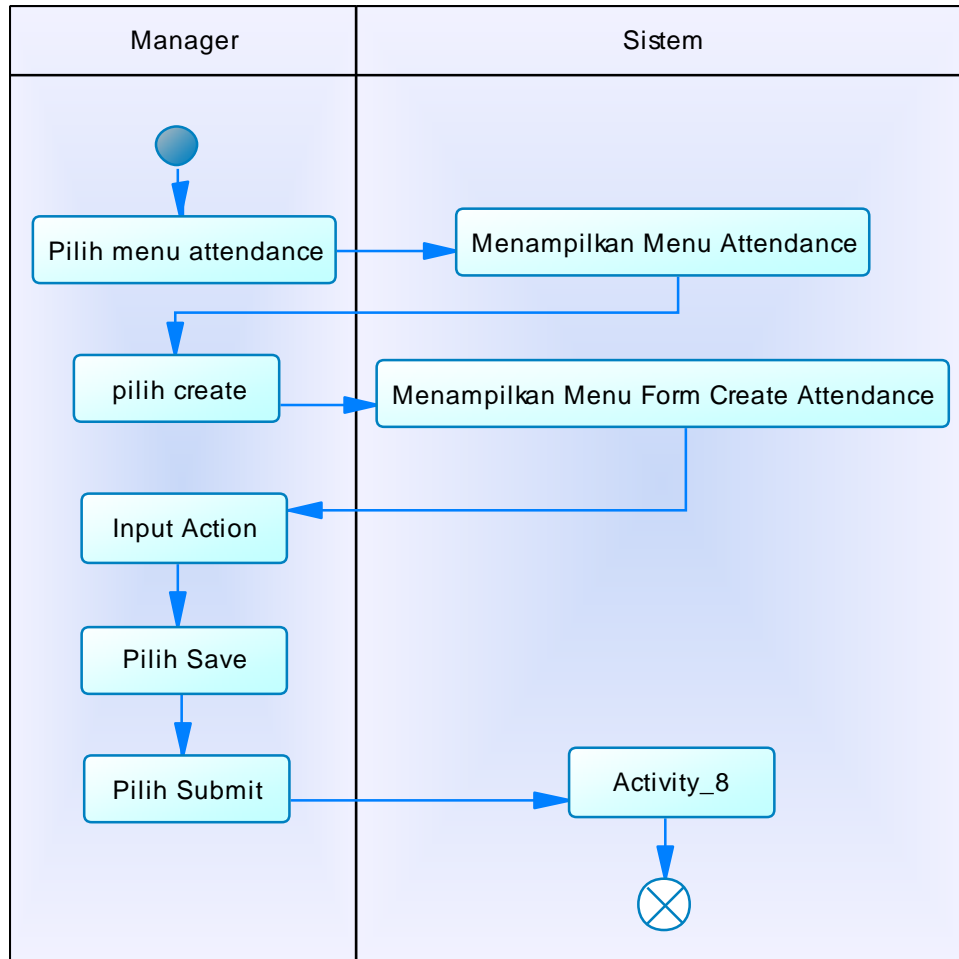 Manager
Sistem
Pilih menu attendance
Menampilkan Menu Attendance
pilih create
Menampilkan Menu Form Create Attendance
Input Action
Pilih Save
Pilih Submit
Activity_8